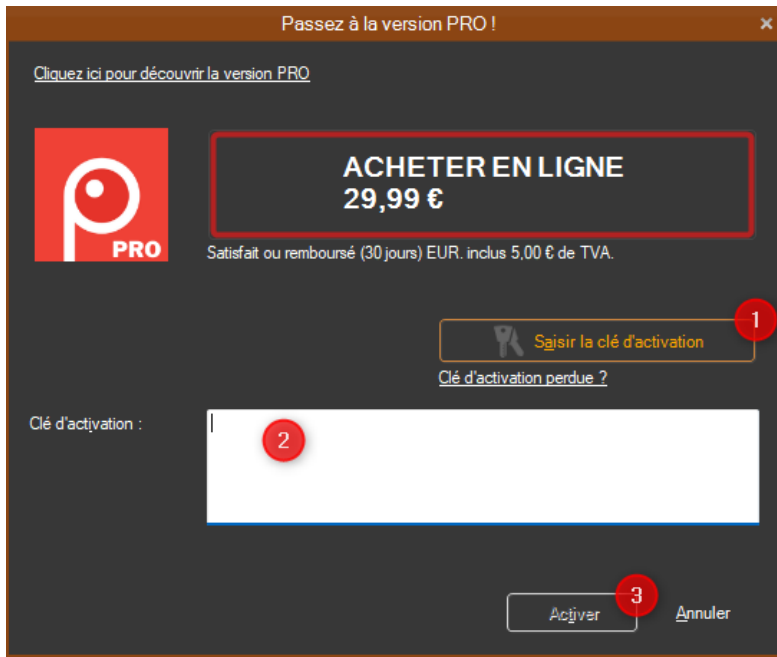 Passez à la version PRO !
Cliquez ici pour découvrir la version PRO
PRO
ACHETER EN LIGNE
29,99 €
Satisfait ou remboursé (30 jours) EUR. inclus 5,00 € de TVA.
1
Saisir la clé d'activation
Clé d'activation perdue ?
Clé d'activation :
2
3
Activer
Annuler